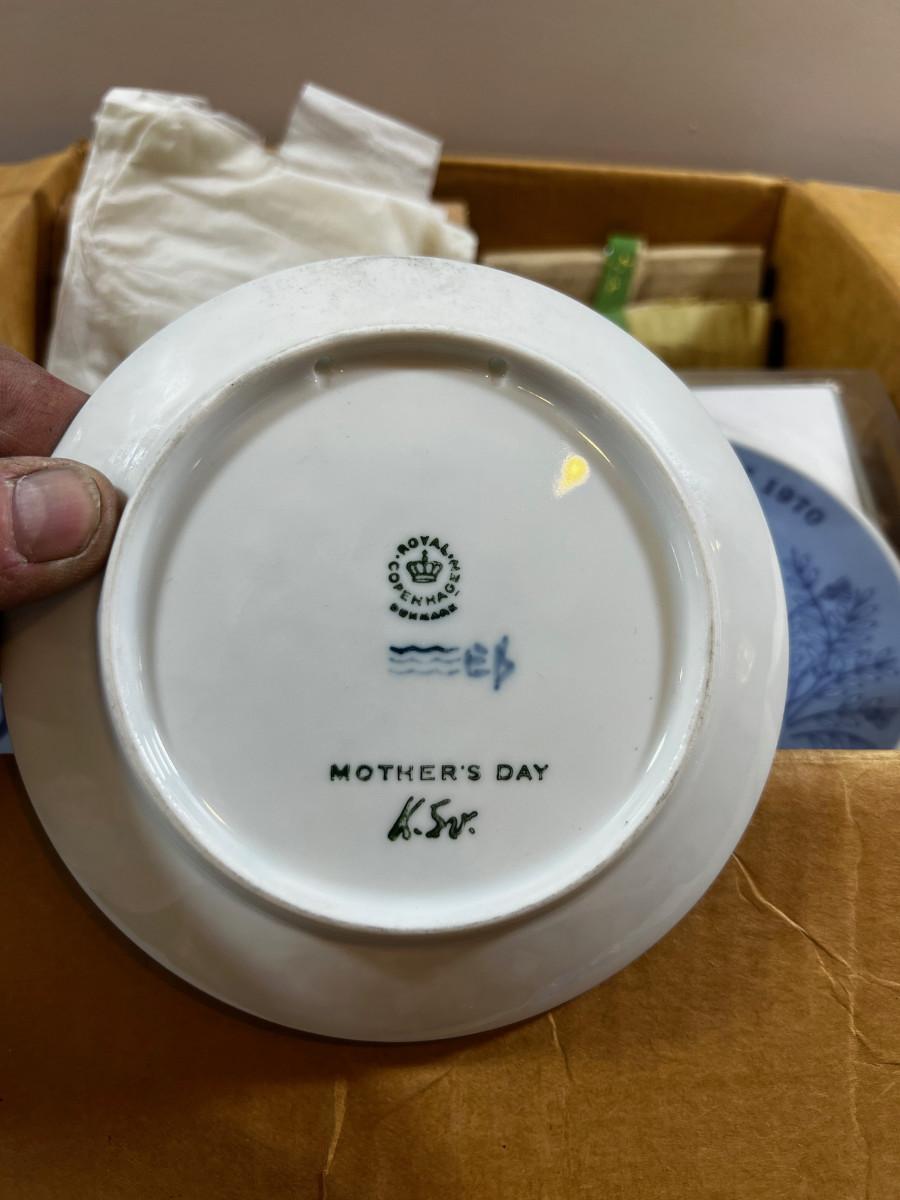 ROYAL
COPENHAGEN
DENMARK
MOTHER'S DAY
K.Sv.
1970